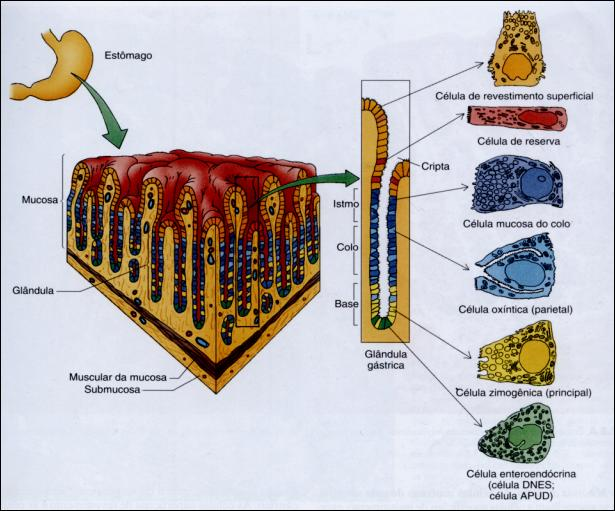 Estômago
Mucosa
Glândula
Muscular da mucosa
Submucosa
Cripta
Istmo
Colo
Base
Glândula
gástrica
Célula de revestimento superficial
Célula de reserva
Célula mucosa do colo
Célula oxíntica (parietal)
Célula zimogênica (principal)
Célula enteroendócrina
(célula DNES;
célula APUD)